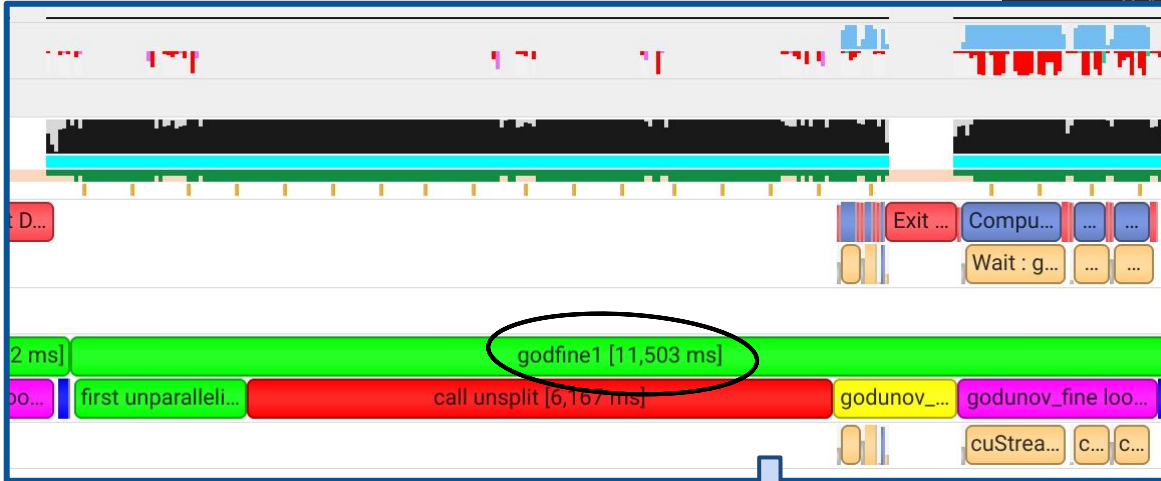 t D...
Exit ... Compu... ... ...
Wait : g... ... ...
2 ms] godfine1 [11,503 ms]
oo... first unparalleli... call unsplit [6,167 ms] godunov_... godunov_fine loo...
cuStrea... c... c...